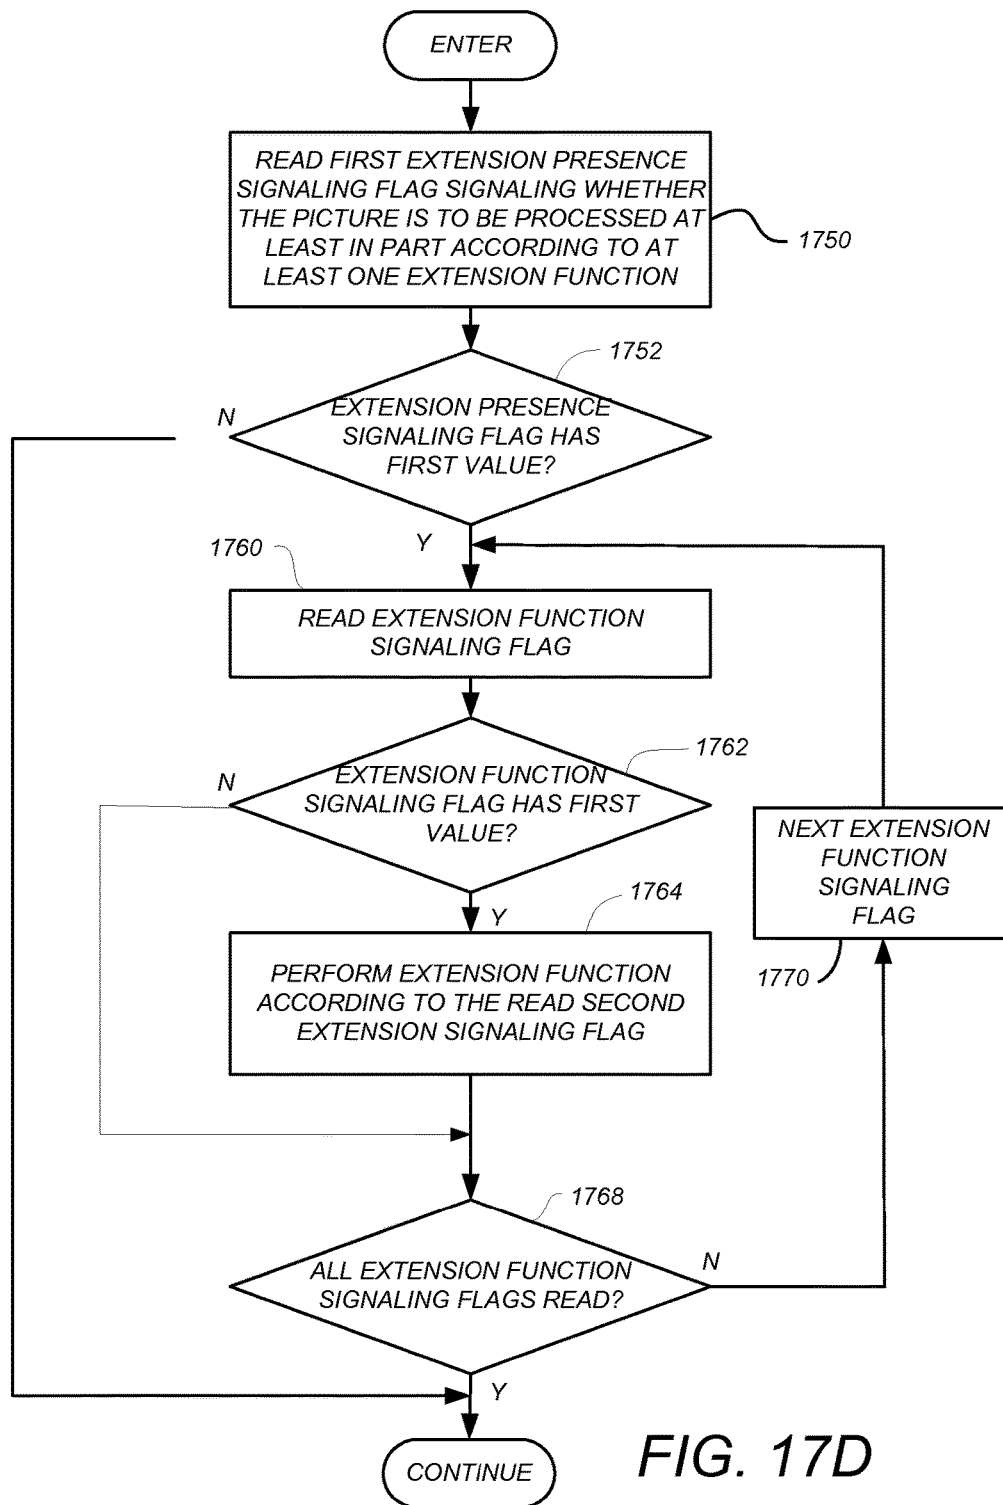 ENTER
READ FIRST EXTENSION PRESENCE
SIGNALING FLAG SIGNALING WHETHER
THE PICTURE IS TO BE PROCESSED AT
LEAST IN PART ACCORDING TO AT
LEAST ONE EXTENSION FUNCTION
1750
1752
N
EXTENSION PRESENCE
SIGNALING FLAG HAS
FIRST VALUE?
Y
1760
READ EXTENSION FUNCTION
SIGNALING FLAG
1762
N
EXTENSION FUNCTION
SIGNALING FLAG HAS FIRST
VALUE?
NEXT EXTENSION
FUNCTION
SIGNALING
FLAG
1770
1764
Y
PERFORM EXTENSION FUNCTION
ACCORDING TO THE READ SECOND
EXTENSION SIGNALING FLAG
1768
N
ALL EXTENSION FUNCTION
SIGNALING FLAGS READ?
Y
CONTINUE
FIG. 17D